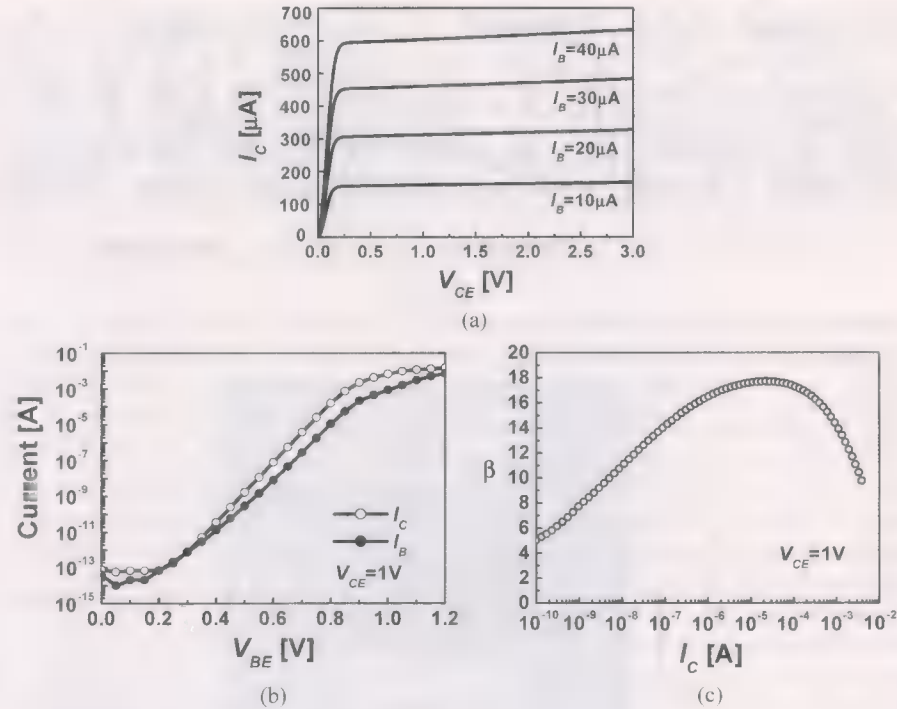 700
600
500
400
300
200
100
0
I_C [µA]
I_B=40µA
I_B=30µA
I_B=20µA
I_B=10µA
0.0 0.5 1.0 1.5 2.0 2.5 3.0
V_CE [V]
(a)
10^-1
10^-3
10^-5
10^-7
10^-9
10^-11
10^-13
10^-15
Current [A]
I_C
I_B
V_CE=1V
0.0 0.2 0.4 0.6 0.8 1.0 1.2
V_BE [V]
(b)
20
18
16
14
12
10
8
6
4
2
0
β
V_CE=1V
10^-10 10^-9 10^-8 10^-7 10^-6 10^-5 10^-4 10^-3 10^-2
I_C [A]
(c)